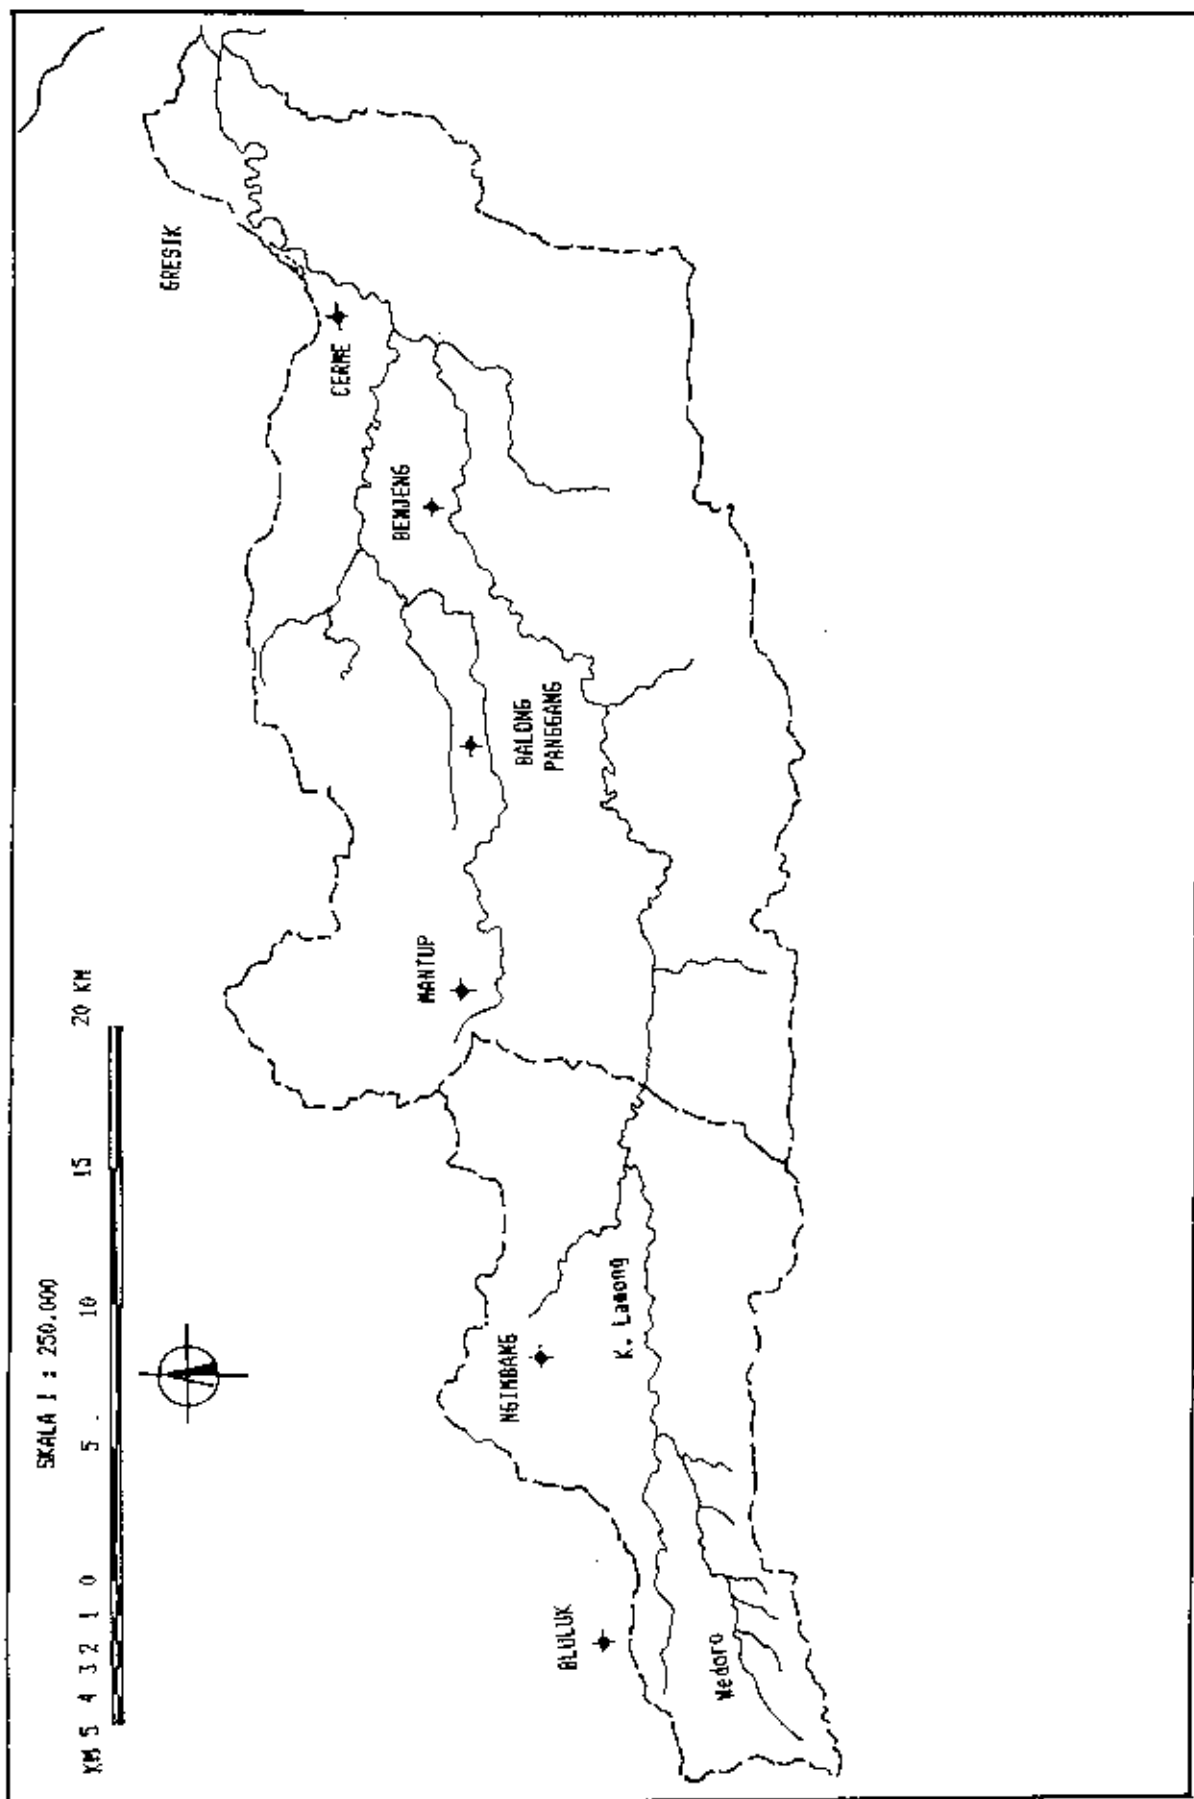 SKALA 1 : 250.000
KM 5 4 3 2 1 0 5 10 15 20 KM
GRESIK
CERME
BENJENG
MANTUP
BALONG
PANGGANG
NGIMBANG
K. Lamong
BLULUK
Medoro